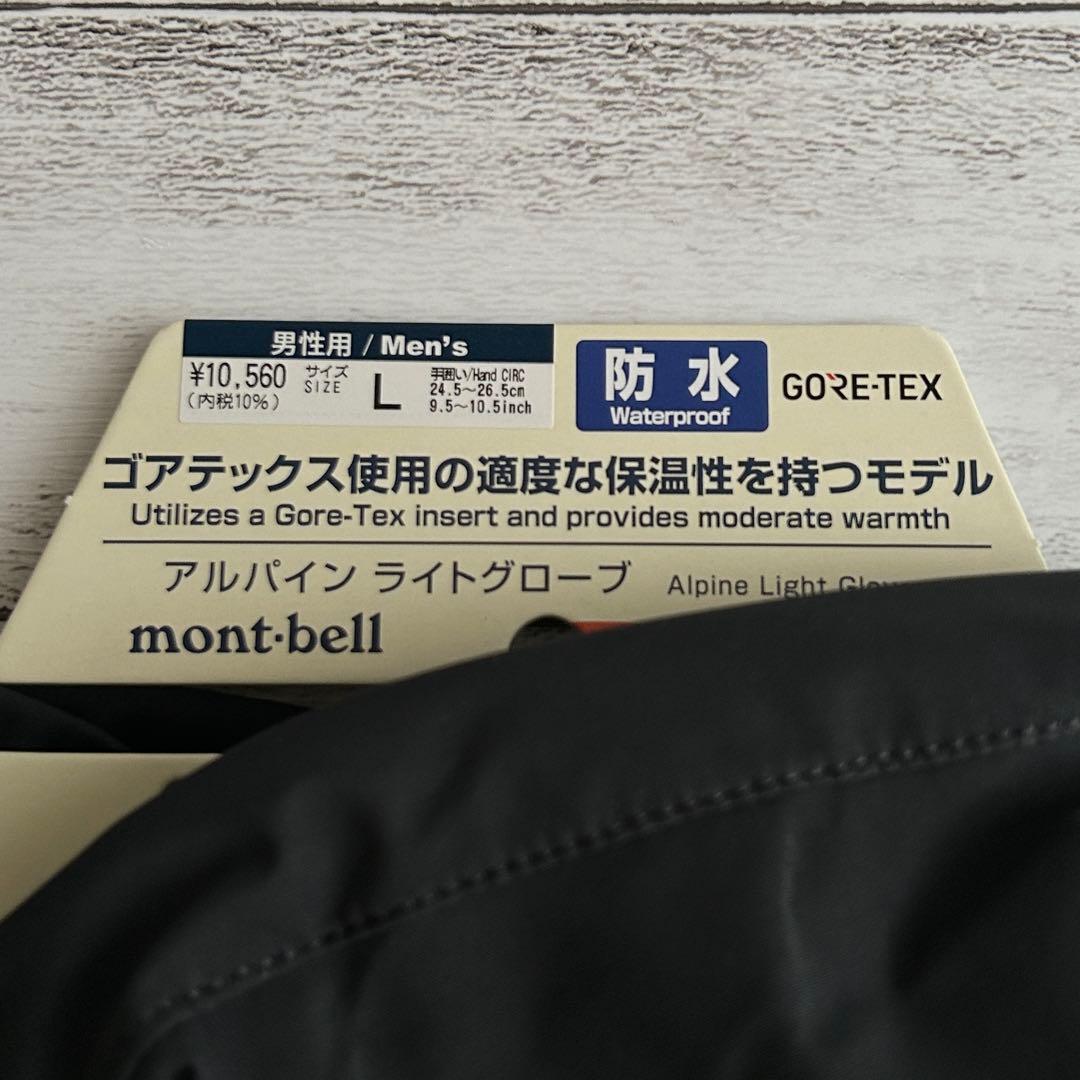 男性用 / Men's
¥10,560
(内税10%)
サイズ
SIZE
L
手囲い/Hand CIRC
24.5～26.5cm
9.5～10.5inch
防水
Waterproof
GORE-TEX
ゴアテックス使用の適度な保温性を持つモデル
Utilizes a Gore-Tex insert and provides moderate warmth
アルパイン ライトグローブ Alpine Light
mont·bell